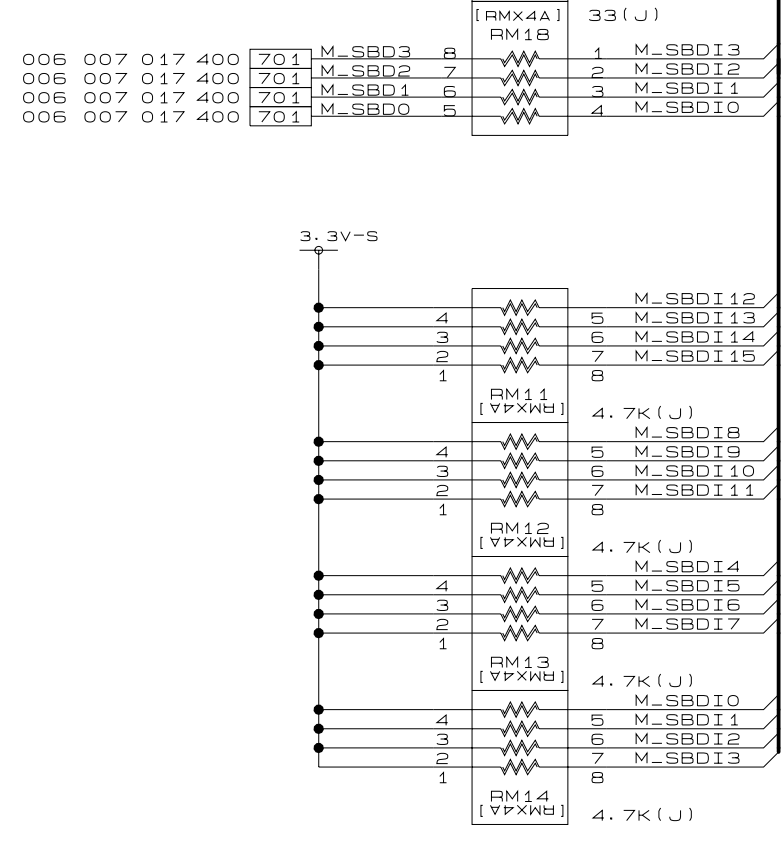 [RMX4A] 33(J)
RM18
006 007 017 400 701 M_SBD3 8 1 M_SBDI3
006 007 017 400 701 M_SBD2 7 2 M_SBDI2
006 007 017 400 701 M_SBD1 6 3 M_SBDI1
006 007 017 400 701 M_SBD0 5 4 M_SBDI0
3.3V-S
M_SBDI12
4 5 M_SBDI13
3 6 M_SBDI14
2 7 M_SBDI15
1 8
RM11
[RMX4A] 4.7K(J)
M_SBDI8
4 5 M_SBDI9
3 6 M_SBDI10
2 7 M_SBDI11
1 8
RM12
[RMX4A] 4.7K(J)
M_SBDI4
4 5 M_SBDI5
3 6 M_SBDI6
2 7 M_SBDI7
1 8
RM13
[RMX4A] 4.7K(J)
M_SBDI0
4 5 M_SBDI1
3 6 M_SBDI2
2 7 M_SBDI3
1 8
RM14
[RMX4A] 4.7K(J)